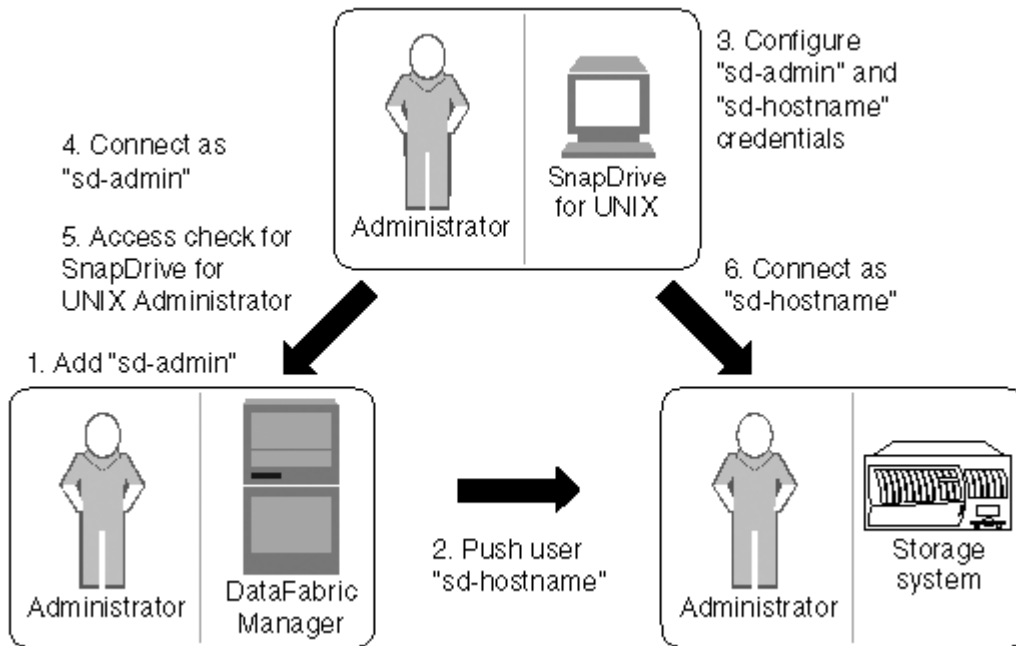 3. Configure
"sd-admin" and
"sd-hostname"
credentials
4. Connect as
"sd-admin"
SnapDrive
for UNIX
Administrator
5. Access check for
SnapDrive for
UNIX Administrator
6. Connect as
"sd-hostname"
1. Add "sd-admin"
2. Push user
"sd-hostname"
Administrator
DataFabric
Manager
Administrator
Storage
system